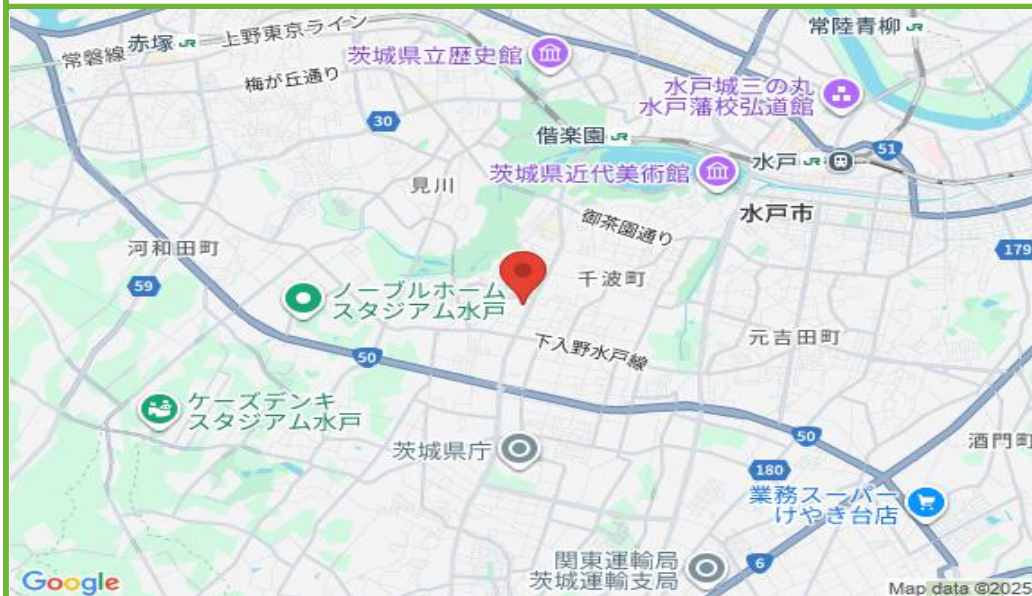 常陸青柳 JR
上野東京ライン
赤塚 JR
常磐線
茨城県立歴史館
梅が丘通り
水戸城三の丸
水戸藩校弘道館
30
偕楽園 JR
51
水戸 JR
茨城県近代美術館
見川
水戸市
御茶園通り
河和田町
179
千波町
59
ノーブルホーム
スタジアム水戸
元吉田町
下入野水戸線
50
ケーズデンキ
スタジアム水戸
50
酒門町
茨城県庁
180
業務スーパー
けやき台店
関東運輸局
茨城運輸支局
6
Google
Map data ©2025